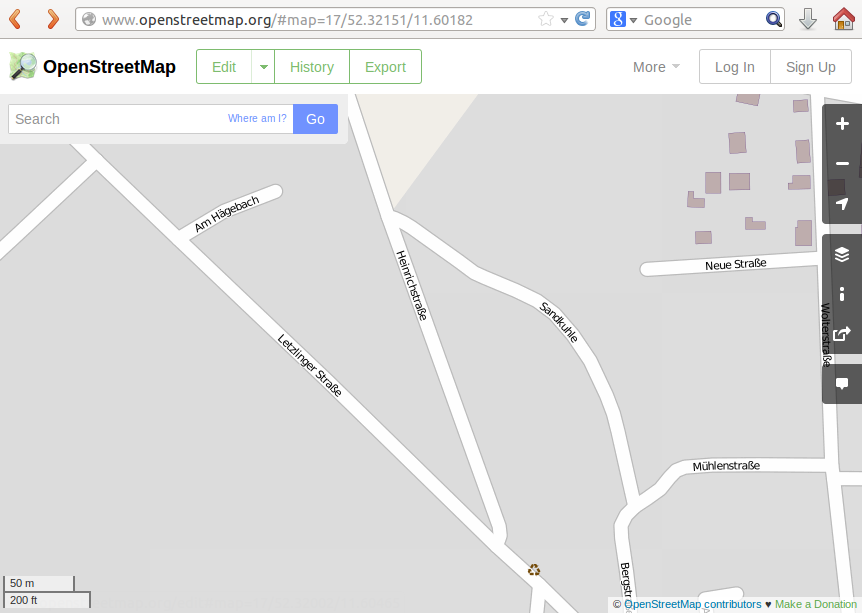 www.openstreetmap.org/#map=17/52.32151/11.60182
Google
OpenStreetMap
Edit
History
Export
More
Log In
Sign Up
Search
Where am I?
Go
Am Hägebach
Heinrichstraße
Neue Straße
Sandkuhle
Wolterstraße
Letzlinger Straße
Mühlenstraße
Bergstr
50 m
200 ft
© OpenStreetMap contributors ♥ Make a Donation